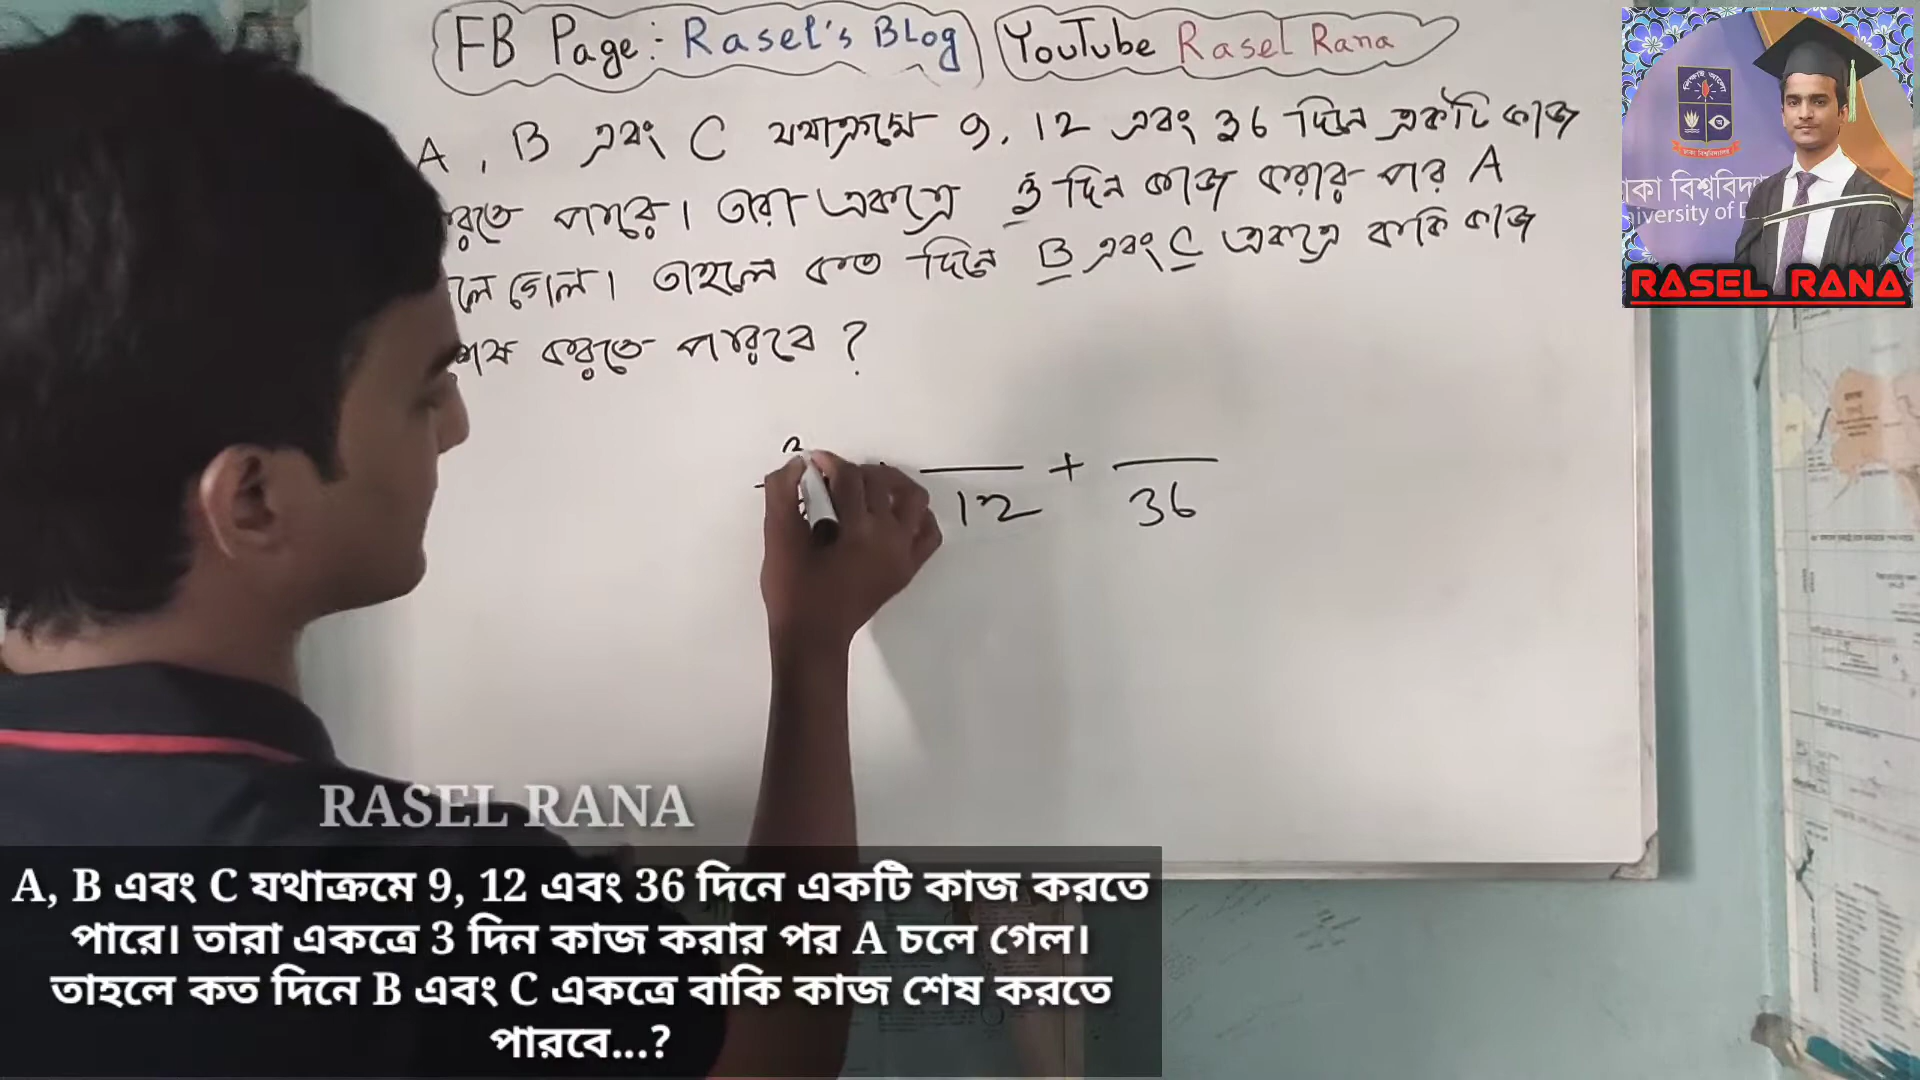 FB Page: Rasel's Blog YouTube Rasel Rana
A, B এবং C যথাক্রমে 9, 12 এবং 36 দিনে একটি কাজ
রতে পারে। তারা একত্রে 3 দিন কাজ করার পর A
লে গেল। তাহলে কত দিনে B এবং C একত্রে বাকি কাজ
শেষ করতে পারবে ?
+
12 36
RASEL RANA
RASEL RANA
A, B এবং C যথাক্রমে 9, 12 এবং 36 দিনে একটি কাজ করতে
পারে। তারা একত্রে 3 দিন কাজ করার পর A চলে গেল।
তাহলে কত দিনে B এবং C একত্রে বাকি কাজ শেষ করতে
পারবে...?